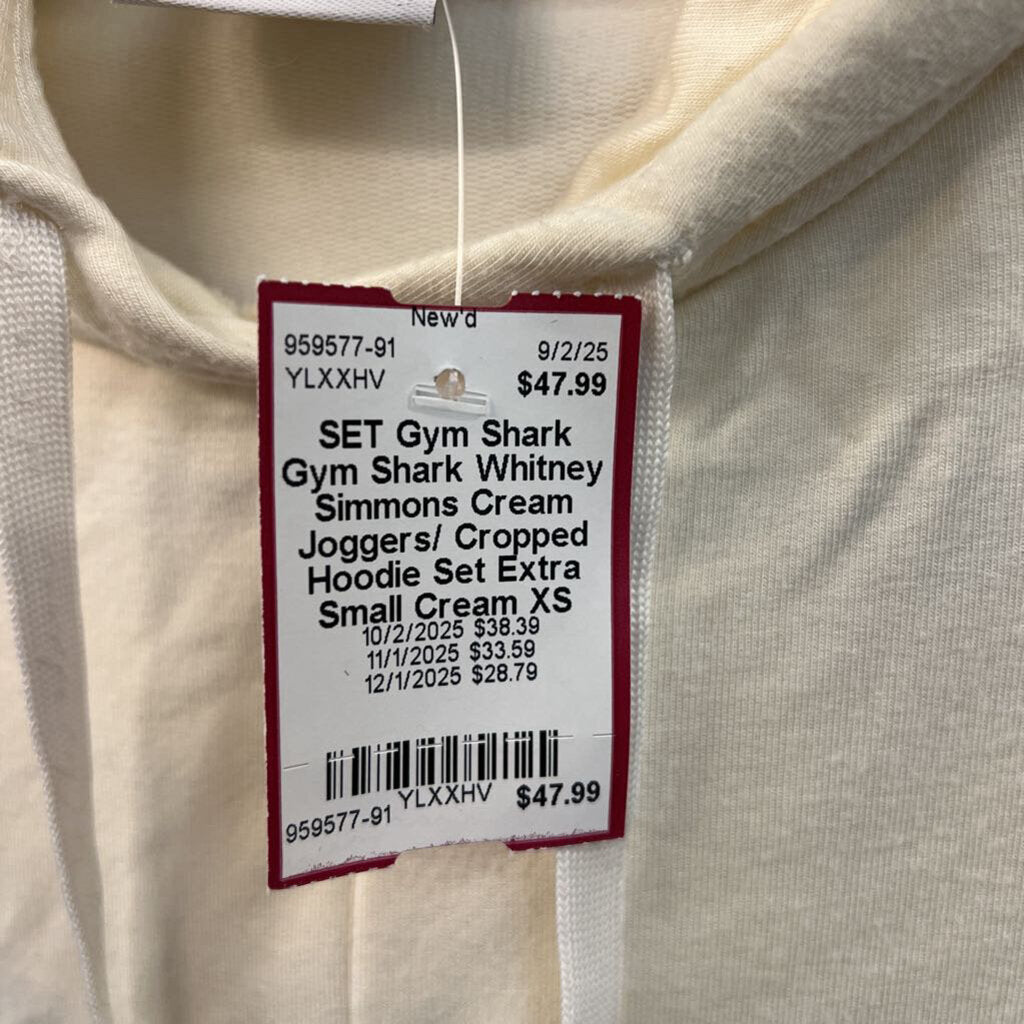 New'd
959577-91 9/2/25
YLXXHV $47.99
SET Gym Shark
Gym Shark Whitney
Simmons Cream
Joggers/ Cropped
Hoodie Set Extra
Small Cream XS
10/2/2025 $38.39
11/1/2025 $33.59
12/1/2025 $28.79
YLXXHV $47.99
959577-91